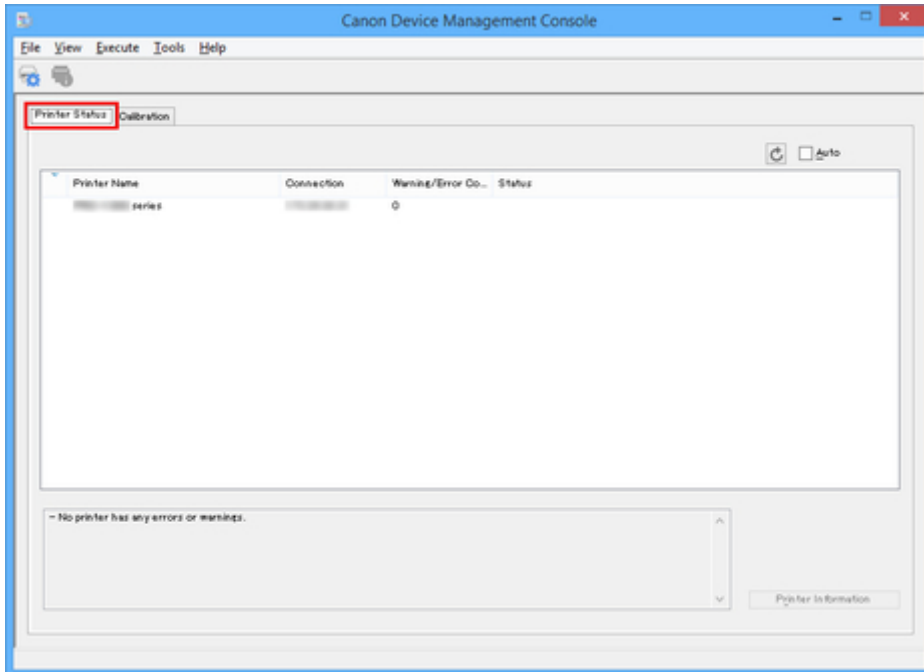 Canon Device Management Console
File View Execute Tools Help
Printer Status Calibration
Auto
Printer Name Connection Warning/Error Co... Status
series 0
- No printer has any errors or warnings.
Printer Information